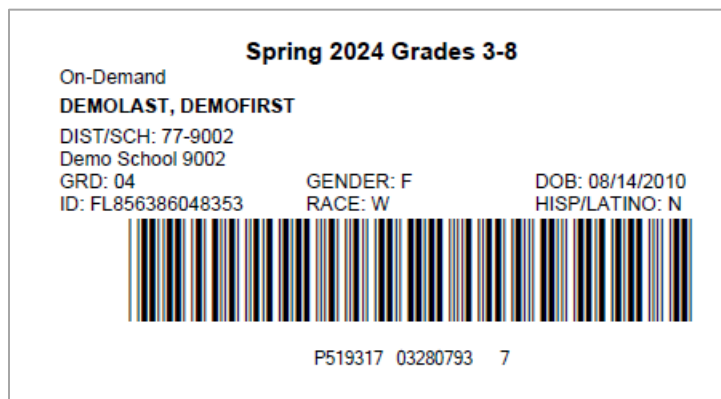 Spring 2024 Grades 3-8
On-Demand
DEMOLAST, DEMOFIRST
DIST/SCH: 77-9002
Demo School 9002
GRD: 04 GENDER: F DOB: 08/14/2010
ID: FL856386048353 RACE: W HISP/LATINO: N
P519317 03280793 7